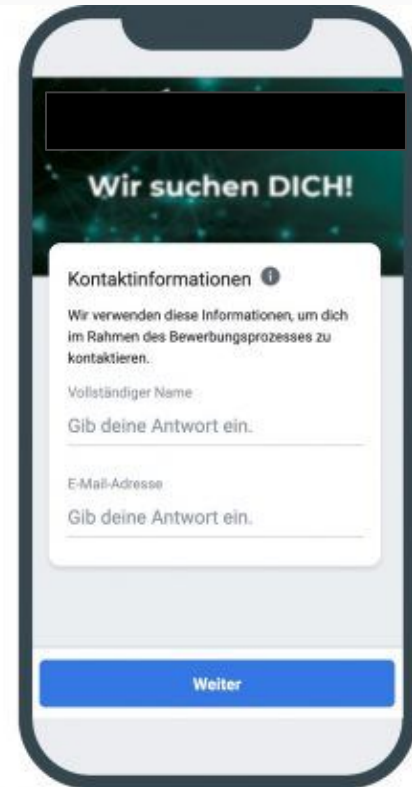 Wir suchen DICH!
Kontaktinformationen
Wir verwenden diese Informationen, um dich
im Rahmen des Bewerbungsprozesses zu
kontaktieren.
Vollständiger Name
Gib deine Antwort ein.
E-Mail-Adresse
Gib deine Antwort ein.
Weiter